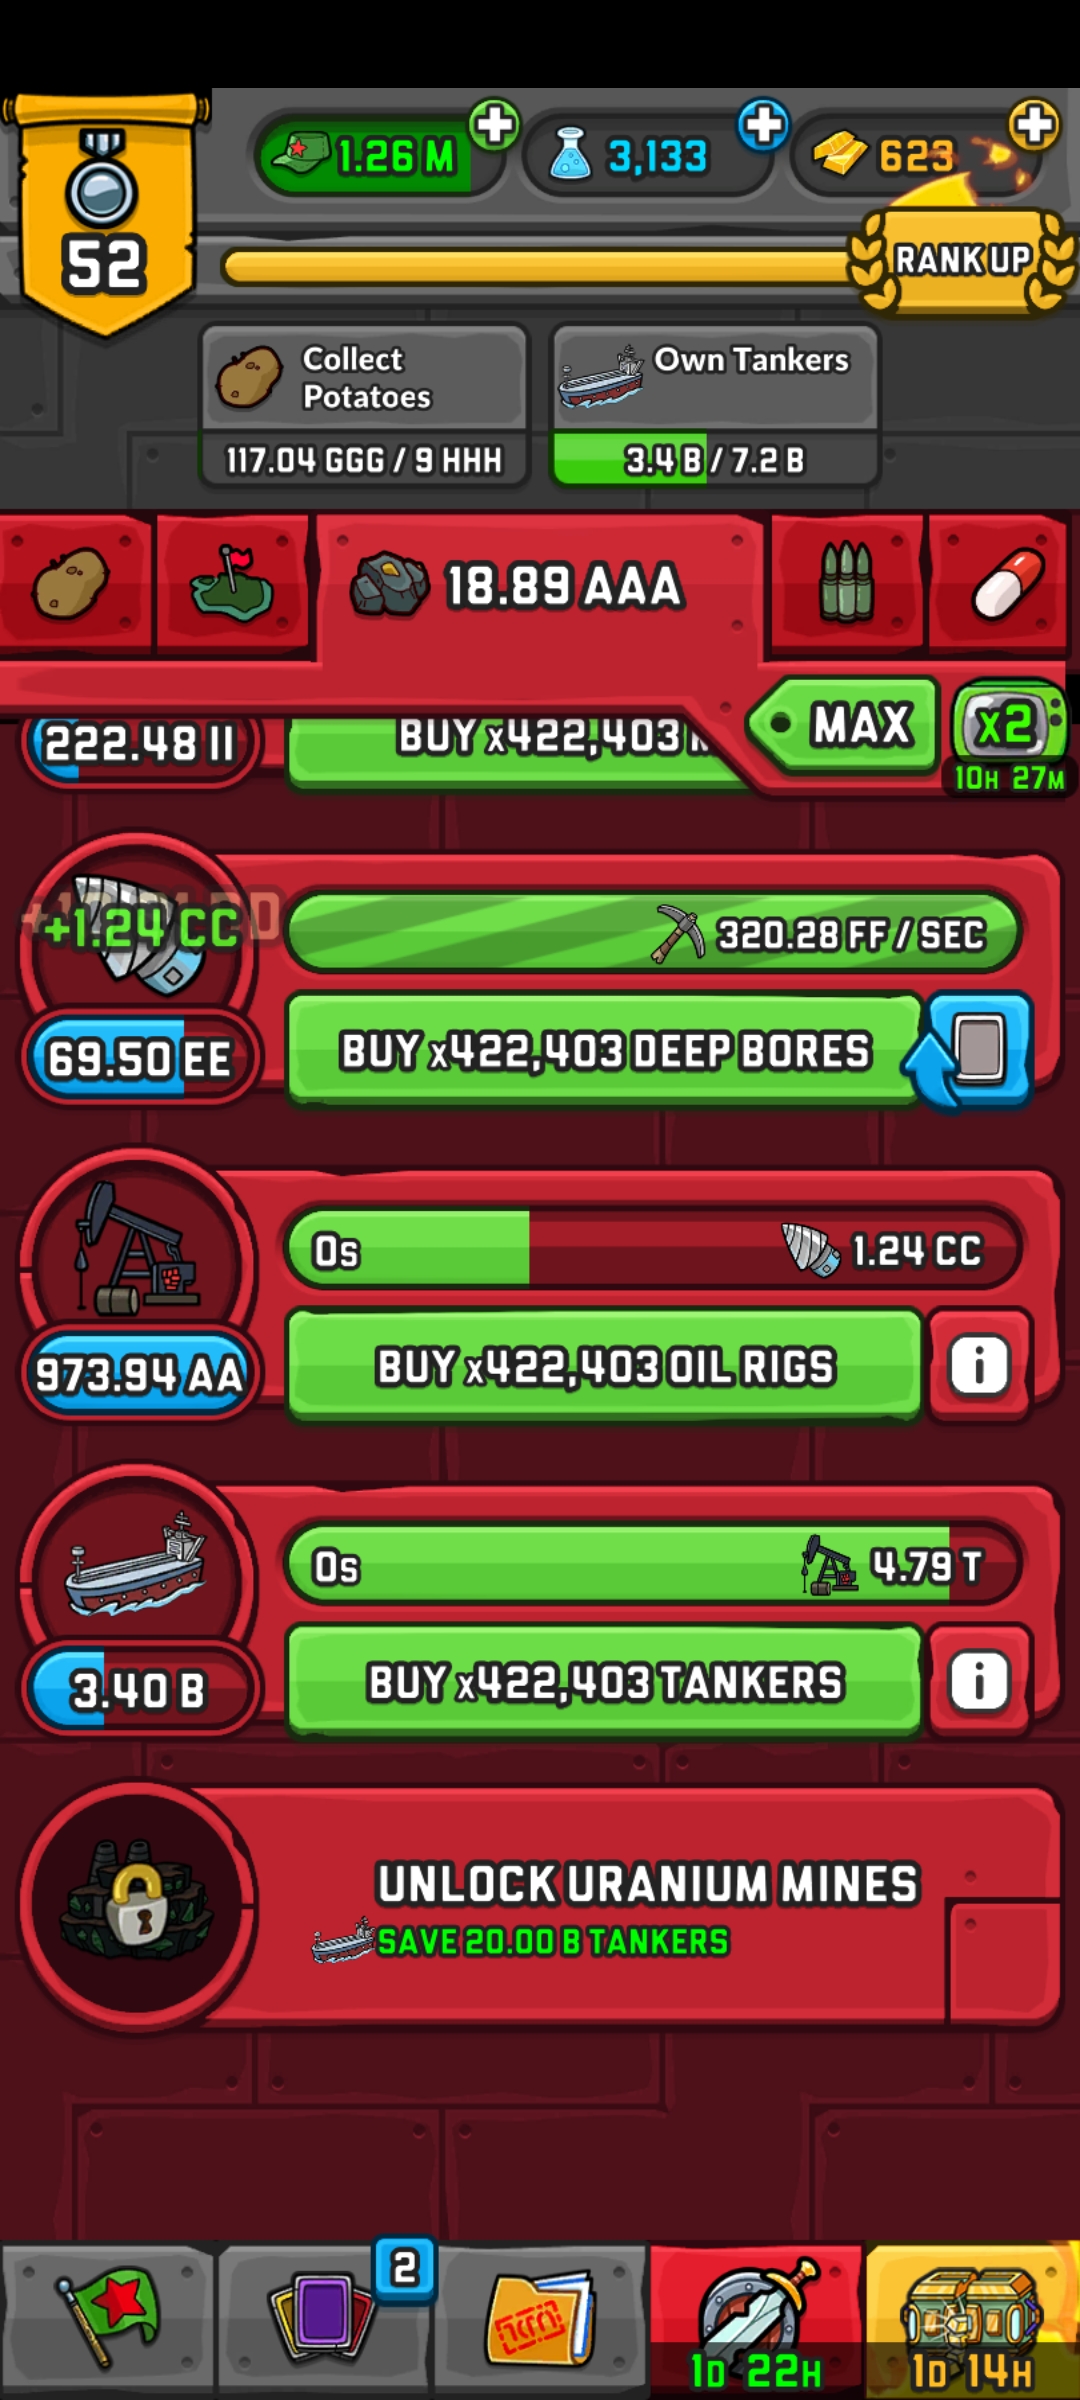 1.26 M
3,133
623
52
RANK UP
Collect
Potatoes
Own Tankers
117.04 GGG / 9 HHH
3.4 B / 7.2 B
18.89 AAA
MAX
X2
10H 27M
222.48 II
BUY x422,403
+1.24 CC
320.28 FF / SEC
69.50 EE
BUY x422,403 DEEP BORES
0s
1.24 CC
973.94 AA
BUY x422,403 OIL RIGS
i
0s
4.79 T
3.40 B
BUY x422,403 TANKERS
i
UNLOCK URANIUM MINES
SAVE 20.00 B TANKERS
2
1D 22H
1D 14H